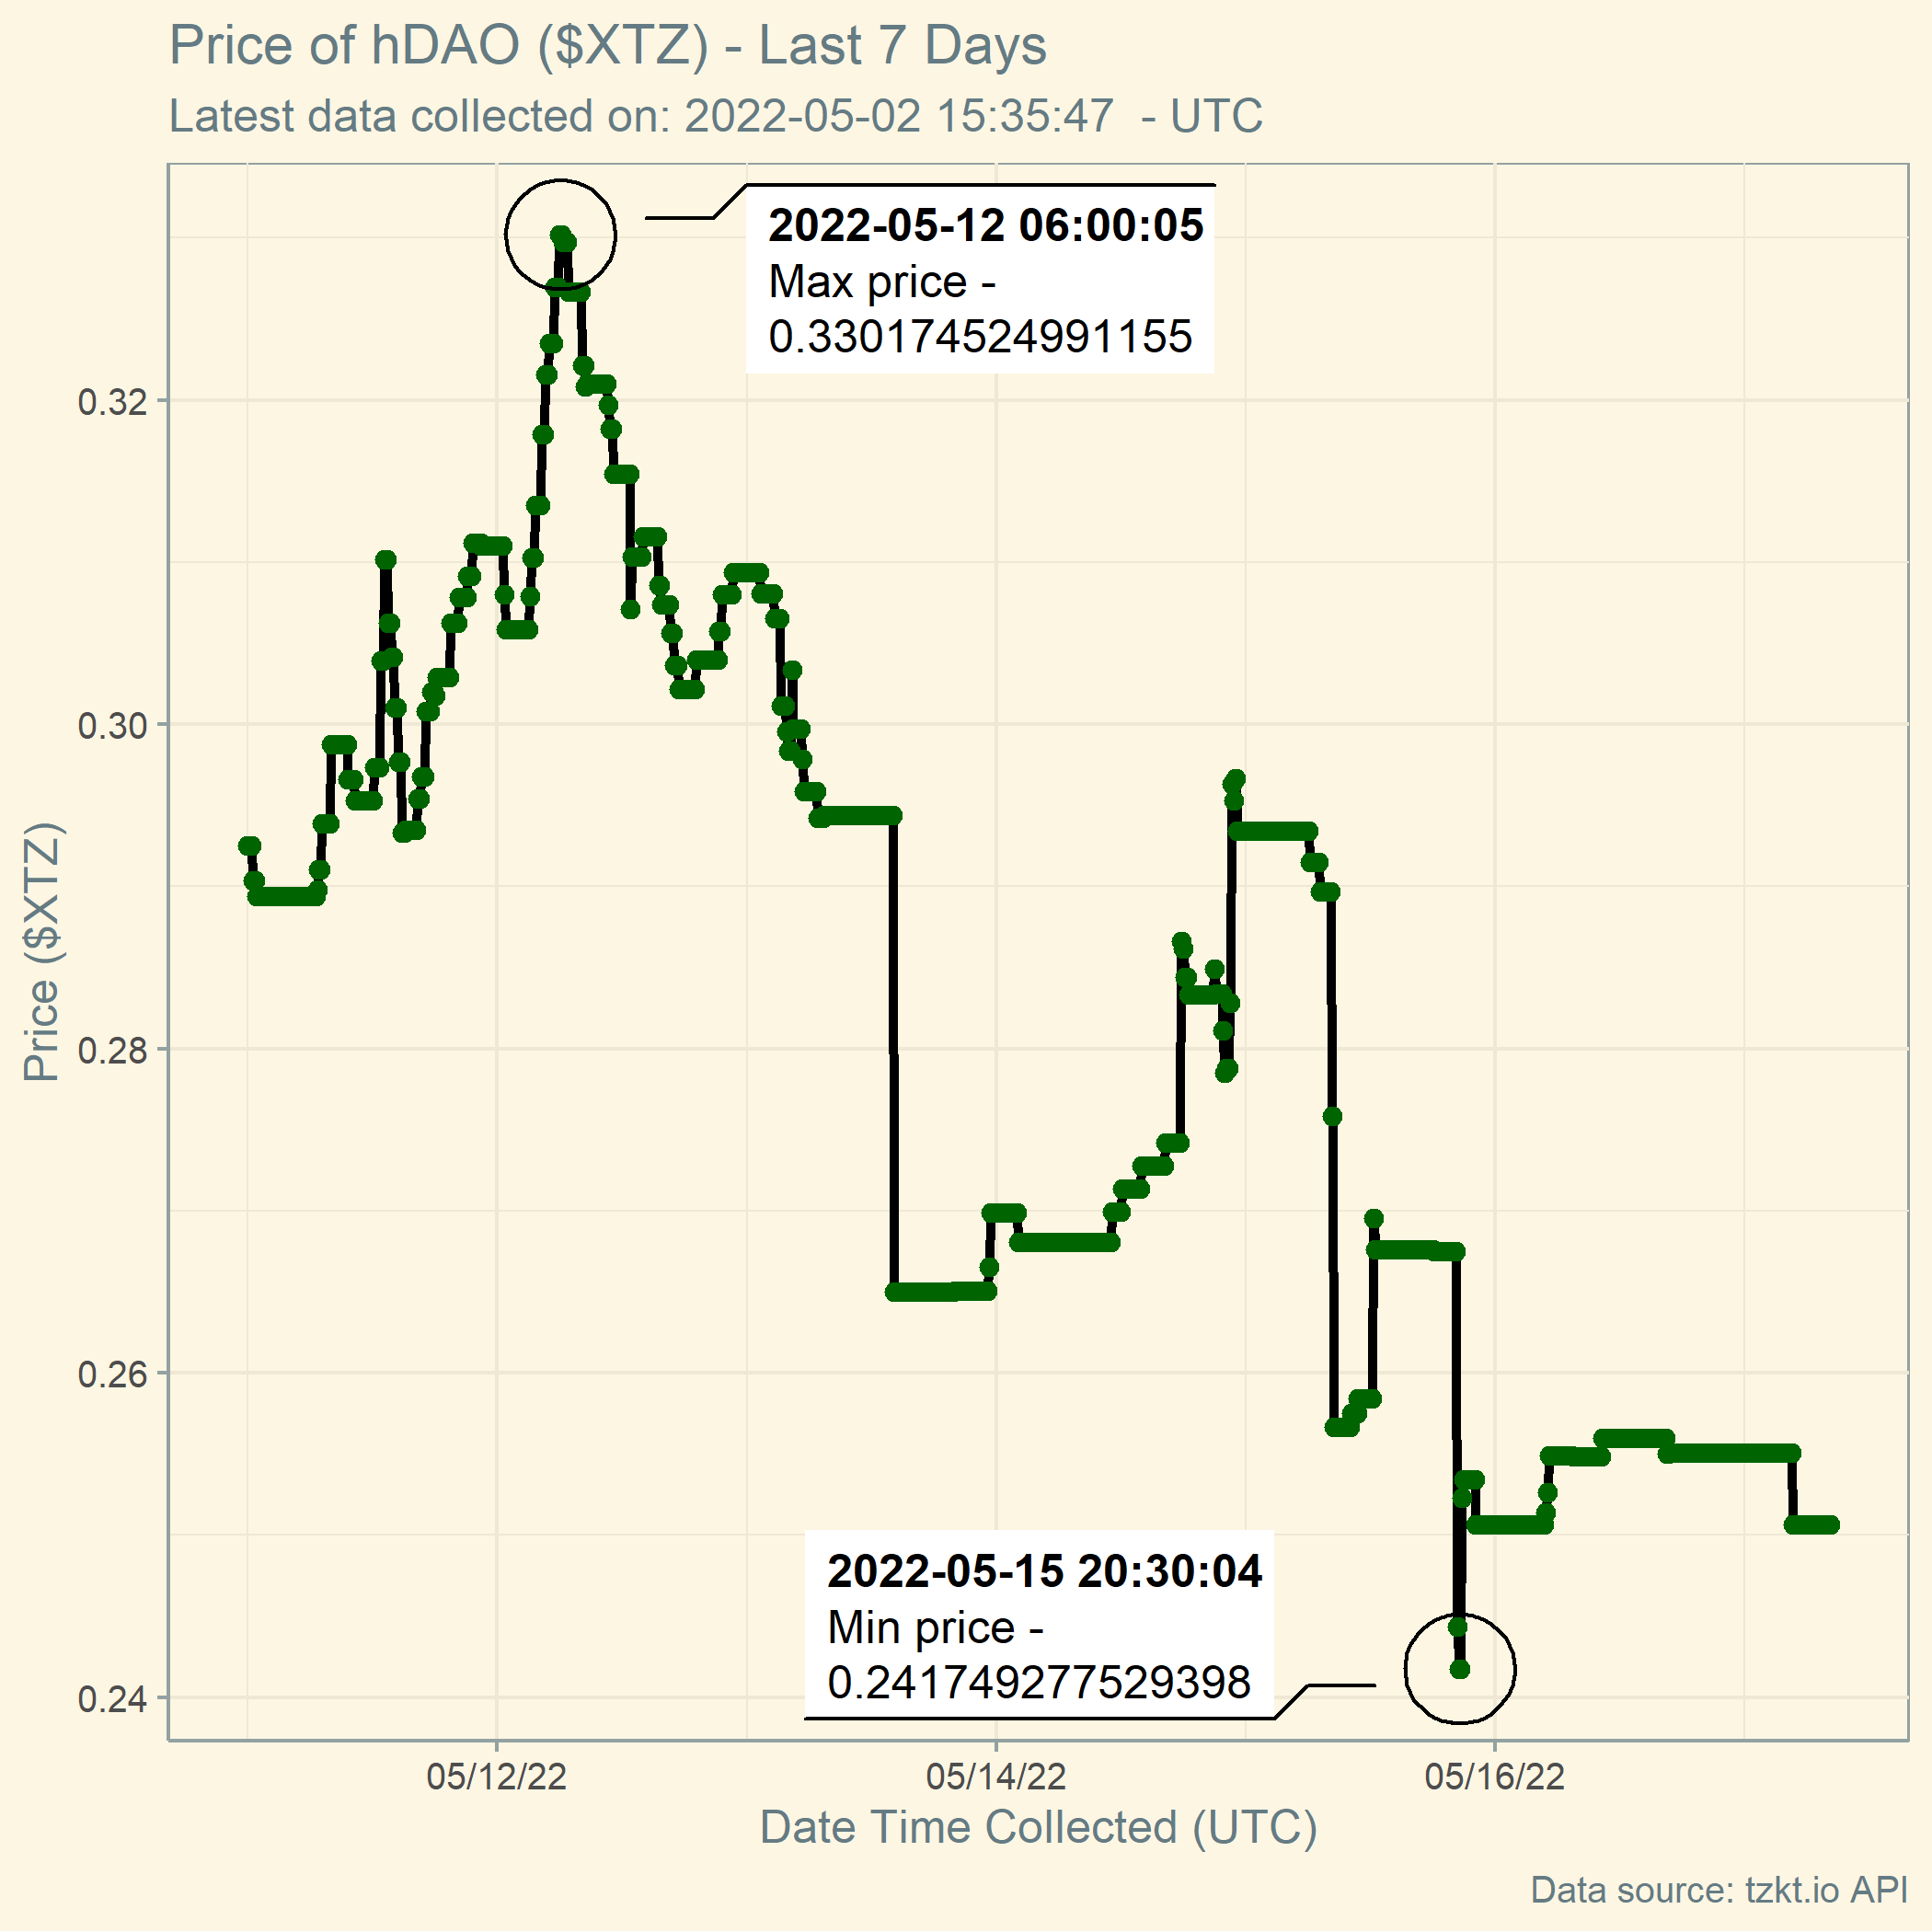 Price of hDAO ($XTZ) - Last 7 Days
Latest data collected on: 2022-05-02 15:35:47  - UTC
2022-05-12 06:00:05
Max price -
0.330174524991155
0.32
0.30
Price ($XTZ)
0.28
0.26
2022-05-15 20:30:04
Min price -
0.241749277529398
0.24
05/12/22
05/14/22
05/16/22
Date Time Collected (UTC)
Data source: tzkt.io API